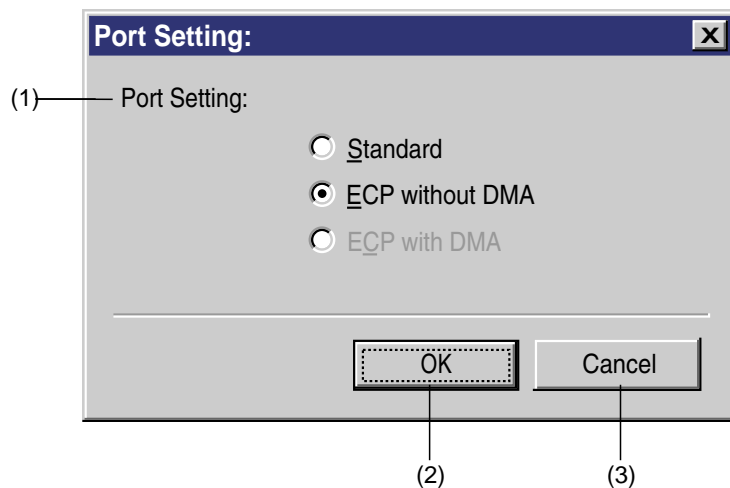 Port Setting:
X
(1) Port Setting:
Standard
ECP without DMA
ECP with DMA
OK Cancel
(2) (3)